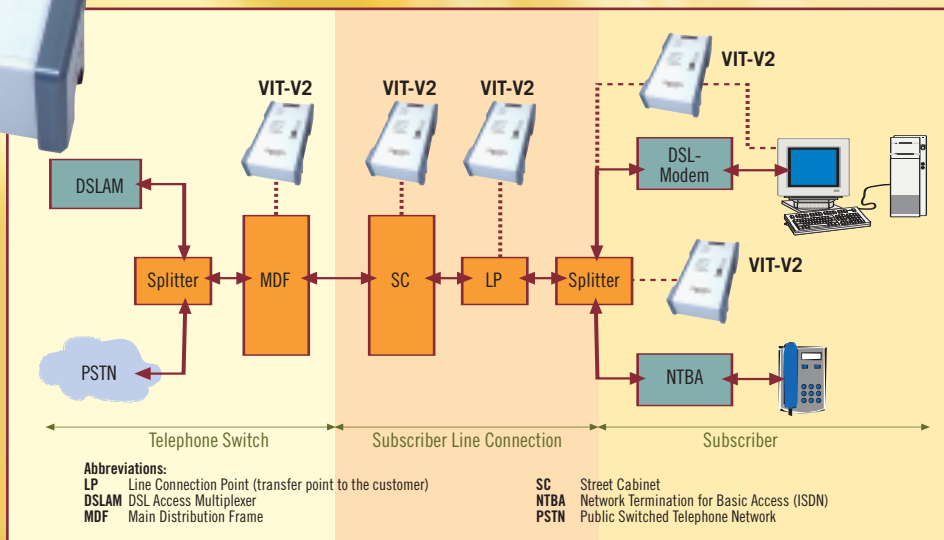 VIT-V2
VIT-V2
VIT-V2
VIT-V2
DSLAM
DSL-
Modem
Splitter
MDF
SC
LP
Splitter
VIT-V2
PSTN
NTBA
Telephone Switch
Subscriber Line Connection
Subscriber
Abbreviations:
LP Line Connection Point (transfer point to the customer)
DSLAM DSL Access Multiplexer
MDF Main Distribution Frame
SC Street Cabinet
NTBA Network Termination for Basic Access (ISDN)
PSTN Public Switched Telephone Network